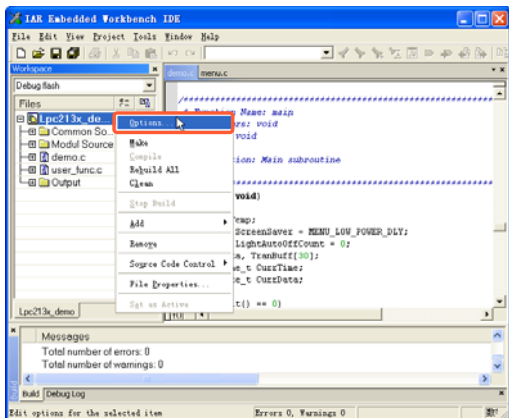 IAR Embedded Workbench IDE
File Edit View Project Tools Window Help
Workspace
Debug flash
Files
Lpc213x_de...
Common So...
Modul Source
demo.c
user_func.c
Output
Lpc213x_demo
Options...
Make
Compile
Rebuild All
Clean
Stop Build
Add
Remove
Source Code Control
File Properties...
Set as Active
demo.c menu.c
Function Name: main
void
void
Main subroutine
void)
ScreenSaver = MENU_LOW_POWER_DLY;
LightAutoOffCount = 0;
TranBuff[30];
CurrTime;
CurrData;
== 0)
Messages
Total number of errors: 0
Total number of warnings: 0
Build Debug Log
Edit options for the selected item
Errors 0, Warnings 0